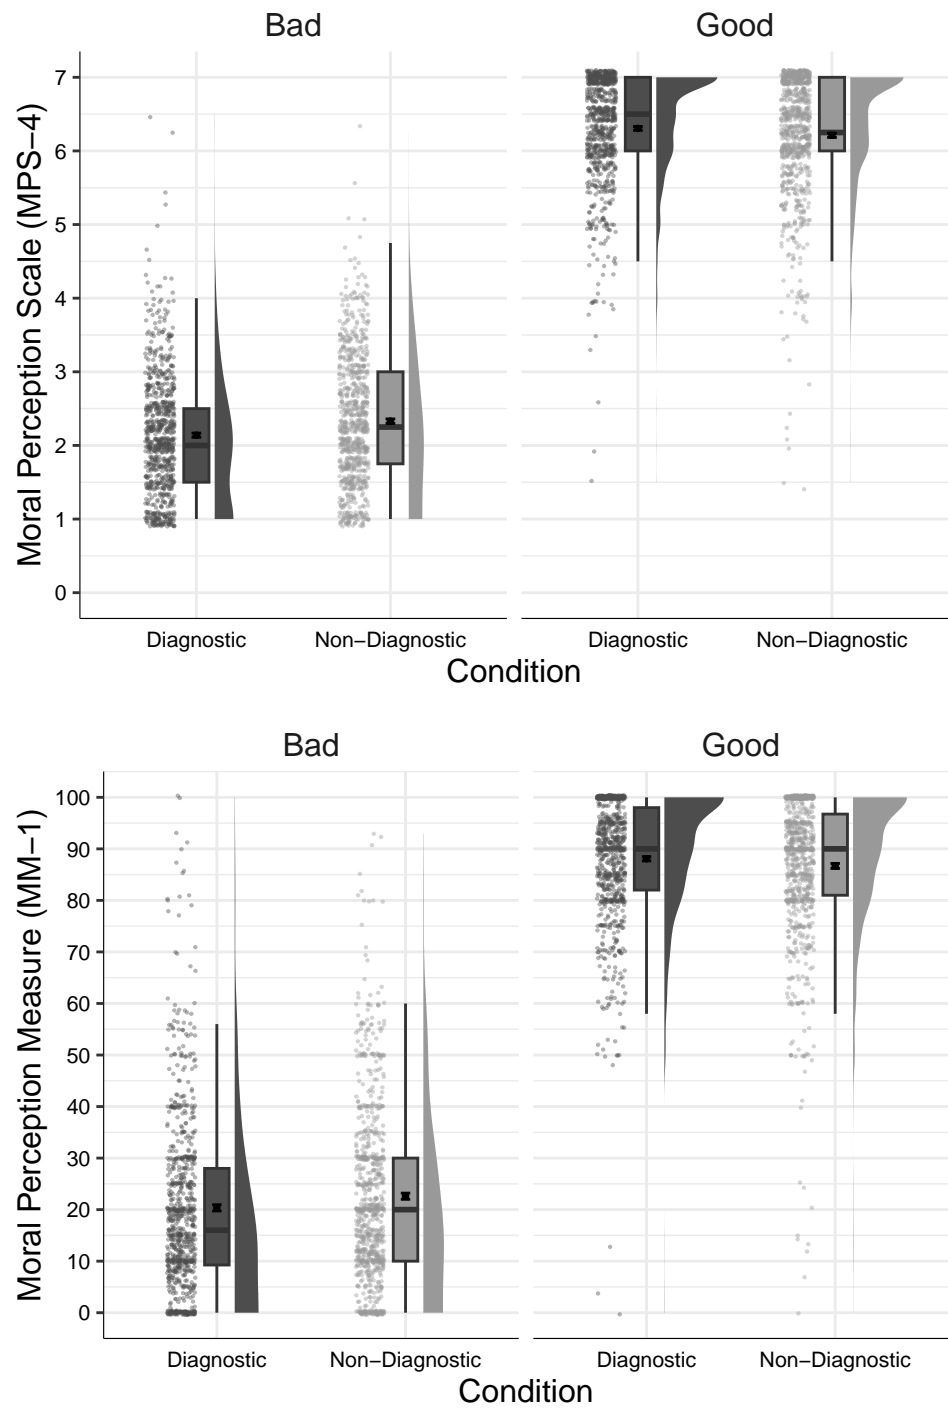 Bad Good
Moral Perception Scale (MPS−4)
7
6
5
4
3
2
1
0
Diagnostic Non−Diagnostic Diagnostic Non−Diagnostic
Condition
Bad Good
Moral Perception Measure (MM−1)
100
90
80
70
60
50
40
30
20
10
0
Diagnostic Non−Diagnostic Diagnostic Non−Diagnostic
Condition